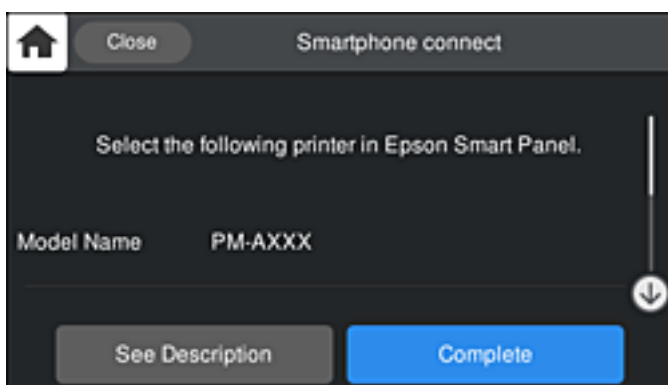 Close
Smartphone connect
Select the following printer in Epson Smart Panel.
Model Name PM-AXXX
See Description
Complete